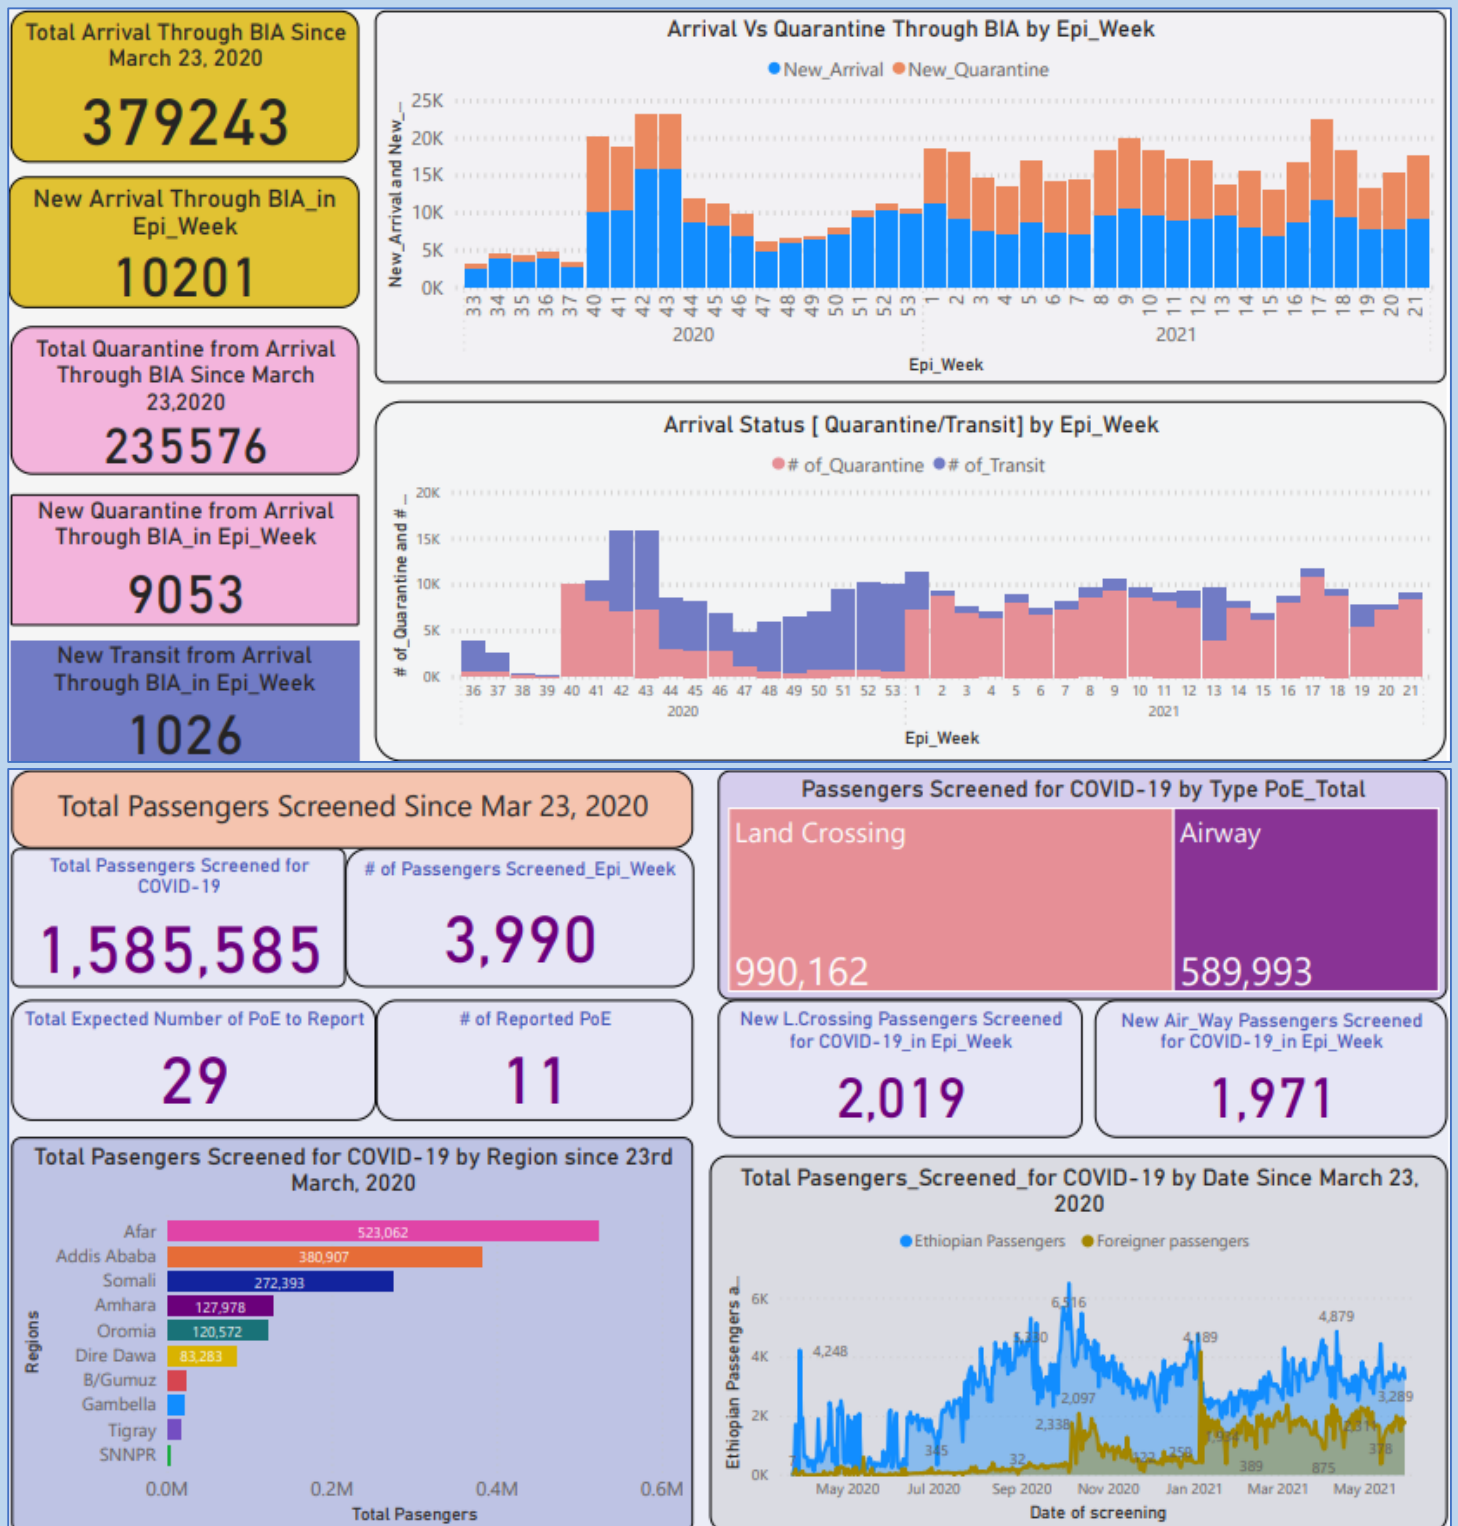 Total Arrival Through BIA Since
March 23, 2020
379243
New Arrival Through BIA_in
Epi_Week
10201
Total Quarantine from Arrival
Through BIA Since March
23,2020
235576
New Quarantine from Arrival
Through BIA_in Epi_Week
9053
New Transit from Arrival
Through BIA_in Epi_Week
1026
Arrival Vs Quarantine Through BIA by Epi_Week
New_Arrival New_Quarantine
New_Arrival and New_...
25K
20K
15K
10K
5K
0K
33 34 35 36 37 40 41 42 43 44 45 46 47 48 49 50 51 52 53 1 2 3 4 5 6 7 8 9 10 11 12 13 14 15 16 17 18 19 20 21
2020 2021
Epi_Week
Arrival Status [ Quarantine/Transit] by Epi_Week
# of_Quarantine # of_Transit
# of_Quarantine and # ...
20K
15K
10K
5K
0K
36 37 38 39 40 41 42 43 44 45 46 47 48 49 50 51 52 53 1 2 3 4 5 6 7 8 9 10 11 12 13 14 15 16 17 18 19 20 21
2020 2021
Epi_Week
Total Passengers Screened Since Mar 23, 2020
Total Passengers Screened for
COVID-19
1,585,585
# of Passengers Screened_Epi_Week
3,990
Total Expected Number of PoE to Report
29
# of Reported PoE
11
Passengers Screened for COVID-19 by Type PoE_Total
Land Crossing
990,162
Airway
589,993
New L.Crossing Passengers Screened
for COVID-19_in Epi_Week
2,019
New Air_Way Passengers Screened
for COVID-19_in Epi_Week
1,971
Total Pasengers Screened for COVID-19 by Region since 23rd
March, 2020
Regions
Afar 523,062
Addis Ababa 380,907
Somali 272,393
Amhara 127,978
Oromia 120,572
Dire Dawa 83,283
B/Gumuz
Gambella
Tigray
SNNPR
0.0M 0.2M 0.4M 0.6M
Total Pasengers
Total Pasengers_Screened_for COVID-19 by Date Since March 23,
2020
Ethiopian Passengers Foreigner passengers
Ethiopian Passengers a...
6K
4K
2K
0K
7
4,248
345
32
6,516
2,097
2,338
259
4,189
389
875
4,879
3,289
378
May 2020 Jul 2020 Sep 2020 Nov 2020 Jan 2021 Mar 2021 May 2021
Date of screening